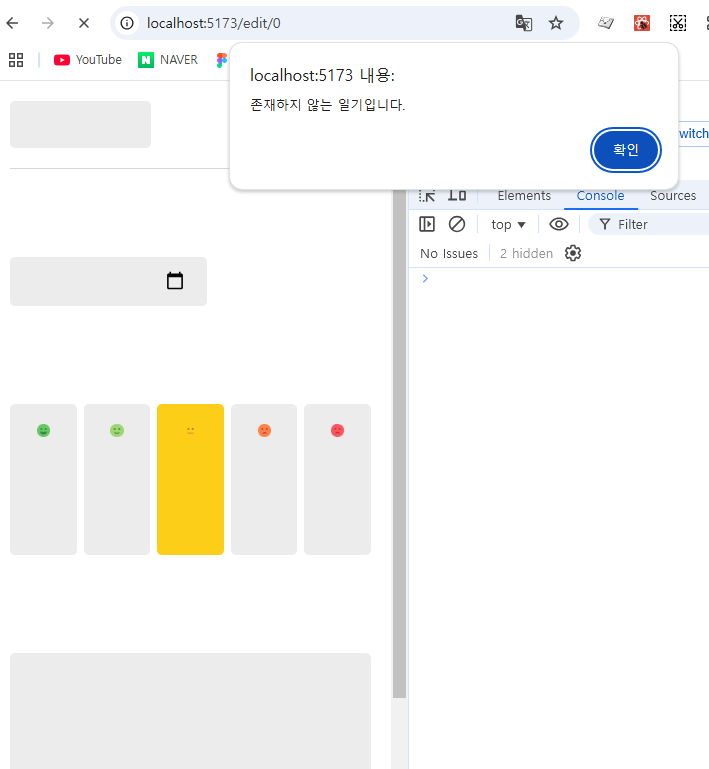 localhost:5173/edit/0
YouTube
NAVER
localhost:5173 내용:
존재하지 않는 일기입니다.
확인
witch
Elements Console Sources
top ▼ Filter
No Issues 2 hidden
>